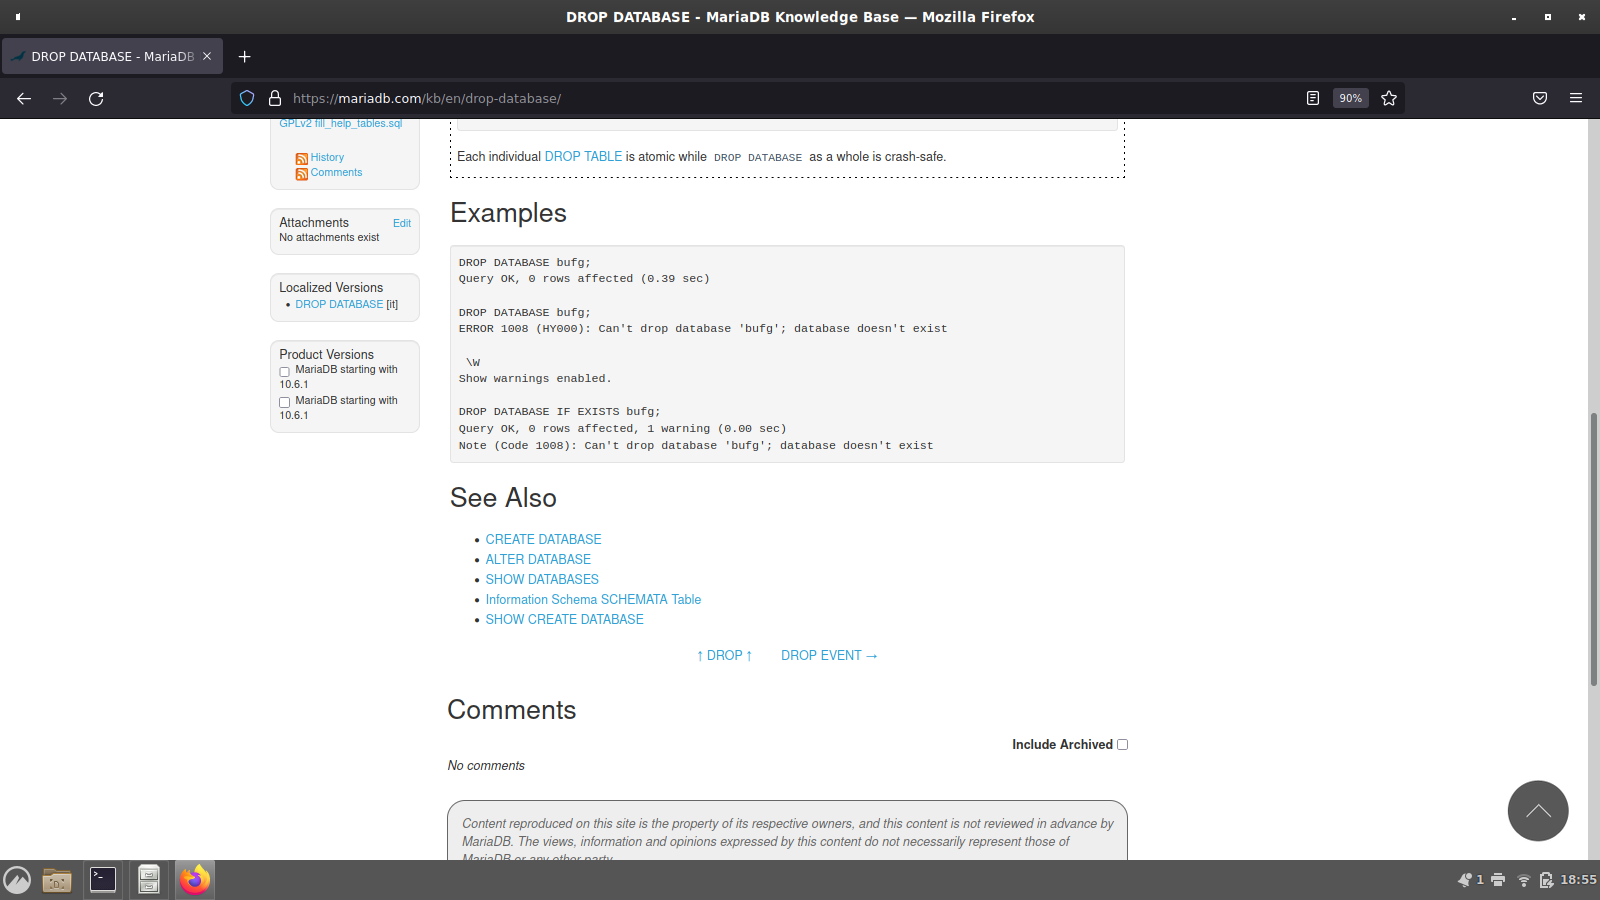 DROP DATABASE - MariaDB Knowledge Base — Mozilla Firefox
DROP DATABASE - MariaDB
https://mariadb.com/kb/en/drop-database/
90%
GPLv2 fill_help_tables.sql
History
Comments
Attachments Edit
No attachments exist
Localized Versions
• DROP DATABASE [it]
Product Versions
MariaDB starting with
10.6.1
MariaDB starting with
10.6.1
Each individual DROP TABLE is atomic while DROP DATABASE as a whole is crash-safe.
Examples
DROP DATABASE bufg;
Query OK, 0 rows affected (0.39 sec)
DROP DATABASE bufg;
ERROR 1008 (HY000): Can't drop database 'bufg'; database doesn't exist
\W
Show warnings enabled.
DROP DATABASE IF EXISTS bufg;
Query OK, 0 rows affected, 1 warning (0.00 sec)
Note (Code 1008): Can't drop database 'bufg'; database doesn't exist
See Also
• CREATE DATABASE
• ALTER DATABASE
• SHOW DATABASES
• Information Schema SCHEMATA Table
• SHOW CREATE DATABASE
↑ DROP ↑ DROP EVENT →
Comments
Include Archived
No comments
Content reproduced on this site is the property of its respective owners, and this content is not reviewed in advance by
MariaDB. The views, information and opinions expressed by this content do not necessarily represent those of
MariaDB or any other party.
1 18:55